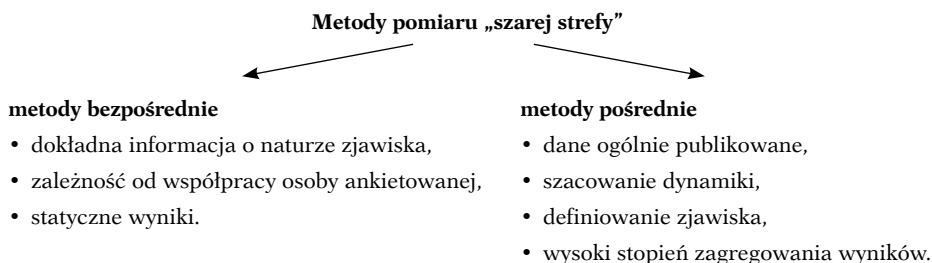 Metody pomiaru „szarej strefy”
metody bezpośrednie
• dokładna informacja o naturze zjawiska,
• zależność od współpracy osoby ankietowanej,
• statyczne wyniki.
metody pośrednie
• dane ogólnie publikowane,
• szacowanie dynamiki,
• definiowanie zjawiska,
• wysoki stopień zagregowania wyników.